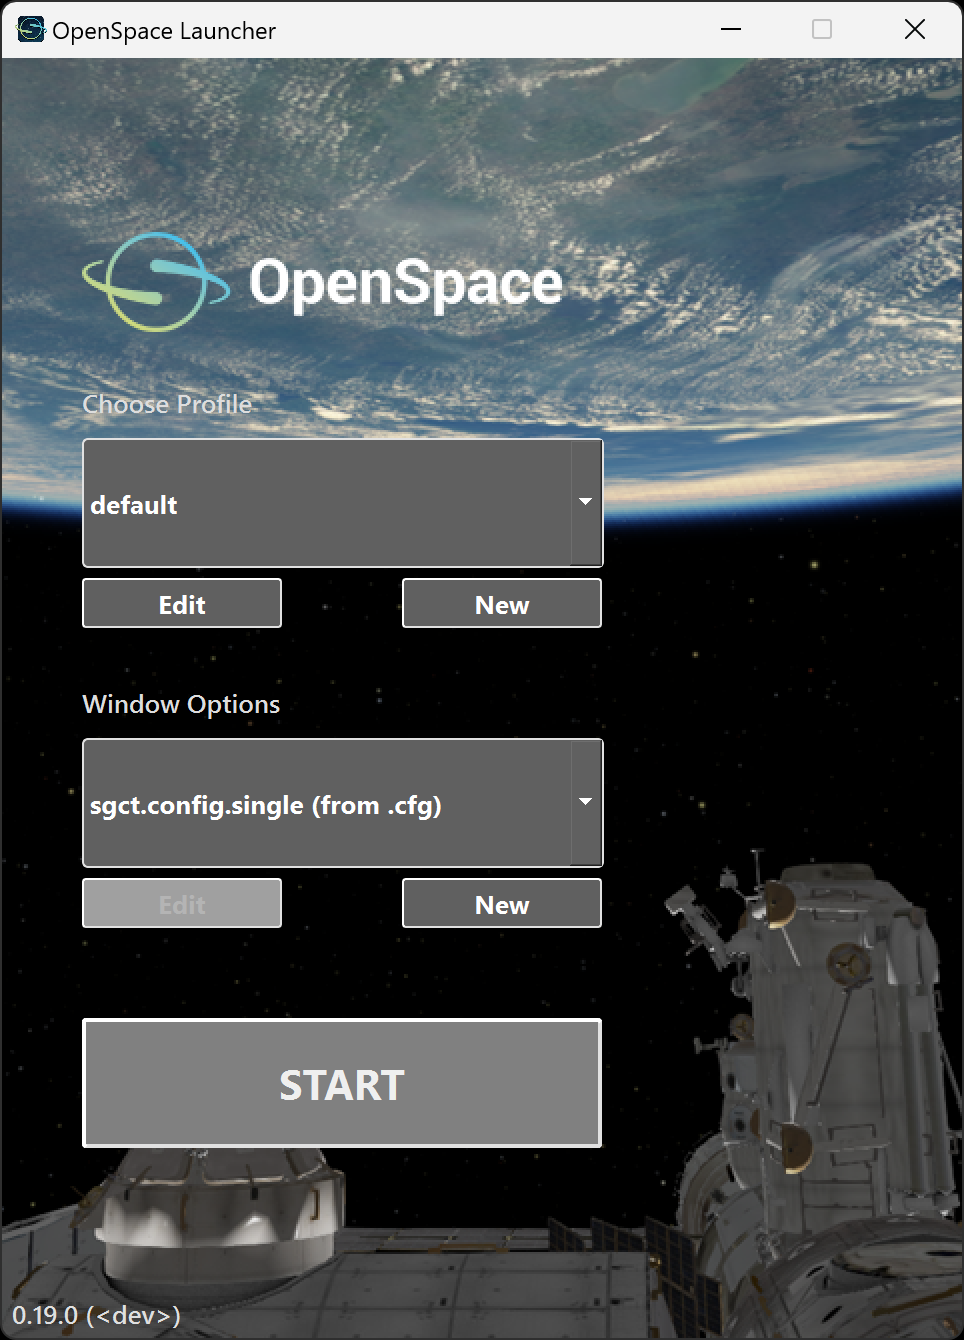 OpenSpace Launcher
OpenSpace
Choose Profile
default
Edit
New
Window Options
sgct.config.single (from .cfg)
Edit
New
START
0.19.0 (<dev>)